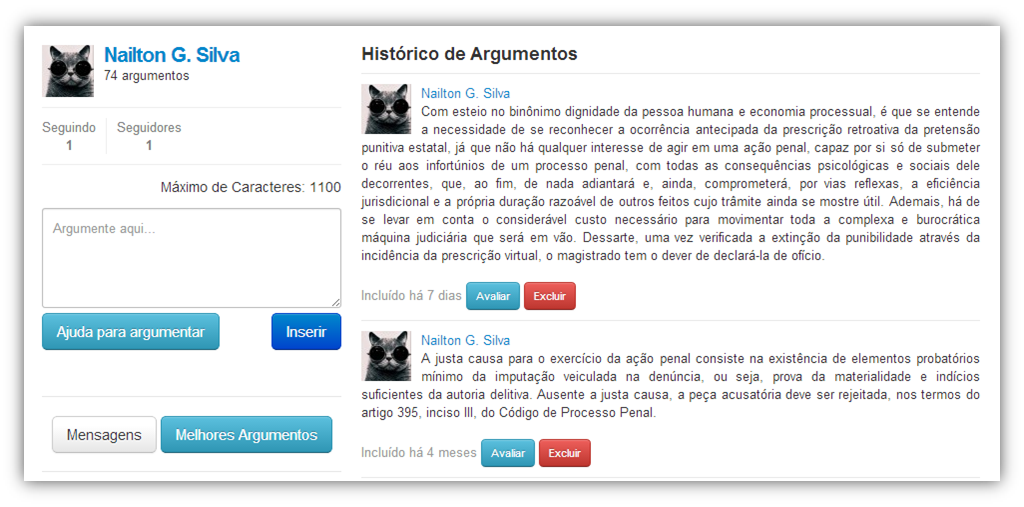 Nailton G. Silva
74 argumentos
Seguindo
1
Seguidores
1
Máximo de Caracteres: 1100
Argumente aqui...
Ajuda para argumentar
Inserir
Mensagens
Melhores Argumentos
Histórico de Argumentos
Nailton G. Silva
Com esteio no binônimo dignidade da pessoa humana e economia processual, é que se entende
a necessidade de se reconhecer a ocorrência antecipada da prescrição retroativa da pretensão
punitiva estatal, já que não há qualquer interesse de agir em uma ação penal, capaz por si só de submeter
o réu aos infortúnios de um processo penal, com todas as consequências psicológicas e sociais dele
decorrentes, que, ao fim, de nada adiantará e, ainda, comprometerá, por vias reflexas, a eficiência
jurisdicional e a própria duração razoável de outros feitos cujo trâmite ainda se mostre útil. Ademais, há de
se levar em conta o considerável custo necessário para movimentar toda a complexa e burocrática
máquina judiciária que será em vão. Dessarte, uma vez verificada a extinção da punibilidade através da
incidência da prescrição virtual, o magistrado tem o dever de declará-la de ofício.
Incluído há 7 dias
Avaliar
Excluir
Nailton G. Silva
A justa causa para o exercício da ação penal consiste na existência de elementos probatórios
mínimo da imputação veiculada na denúncia, ou seja, prova da materialidade e indícios
suficientes da autoria delitiva. Ausente a justa causa, a peça acusatória deve ser rejeitada, nos termos do
artigo 395, inciso III, do Código de Processo Penal.
Incluído há 4 meses
Avaliar
Excluir